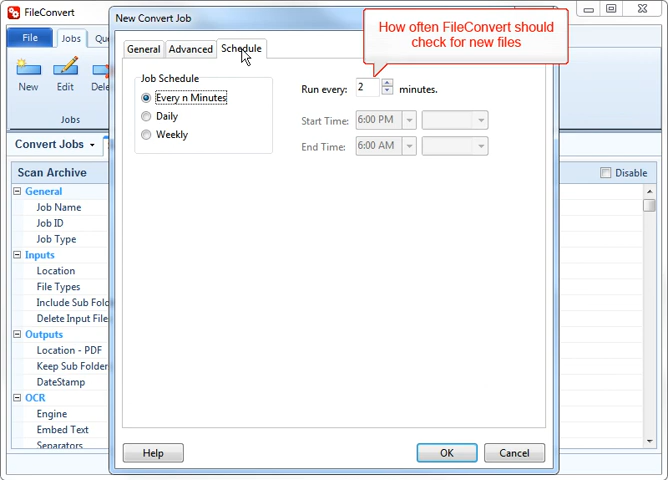 FileConvert
New Convert Job
How often FileConvert should
check for new files
File
Jobs
General
Advanced
Schedule
New
Edit
Jobs
Convert Jobs
Scan Archive
Disable
General
Job Name
Job ID
Job Type
Inputs
Location
File Types
Include Sub
Delete Input File
Outputs
Location - PDF
Keep Sub Folder
DateStamp
OCR
Engine
Embed Text
Separators
Job Schedule
Every n Minutes
Daily
Weekly
Run every: 2 minutes.
Start Time: 6:00 PM
End Time: 6:00 AM
Help
OK
Cancel